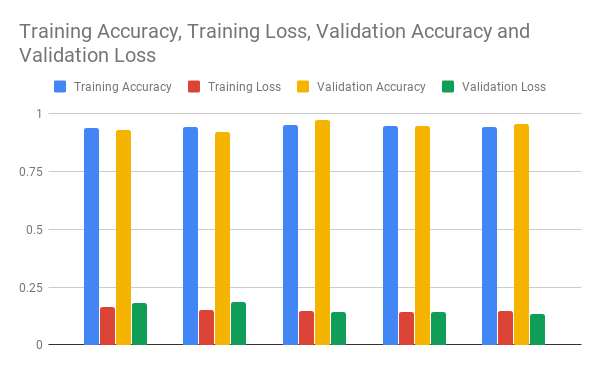 Training Accuracy, Training Loss, Validation Accuracy and
Validation Loss
Training Accuracy Training Loss Validation Accuracy Validation Loss
1
0.75
0.5
0.25
0